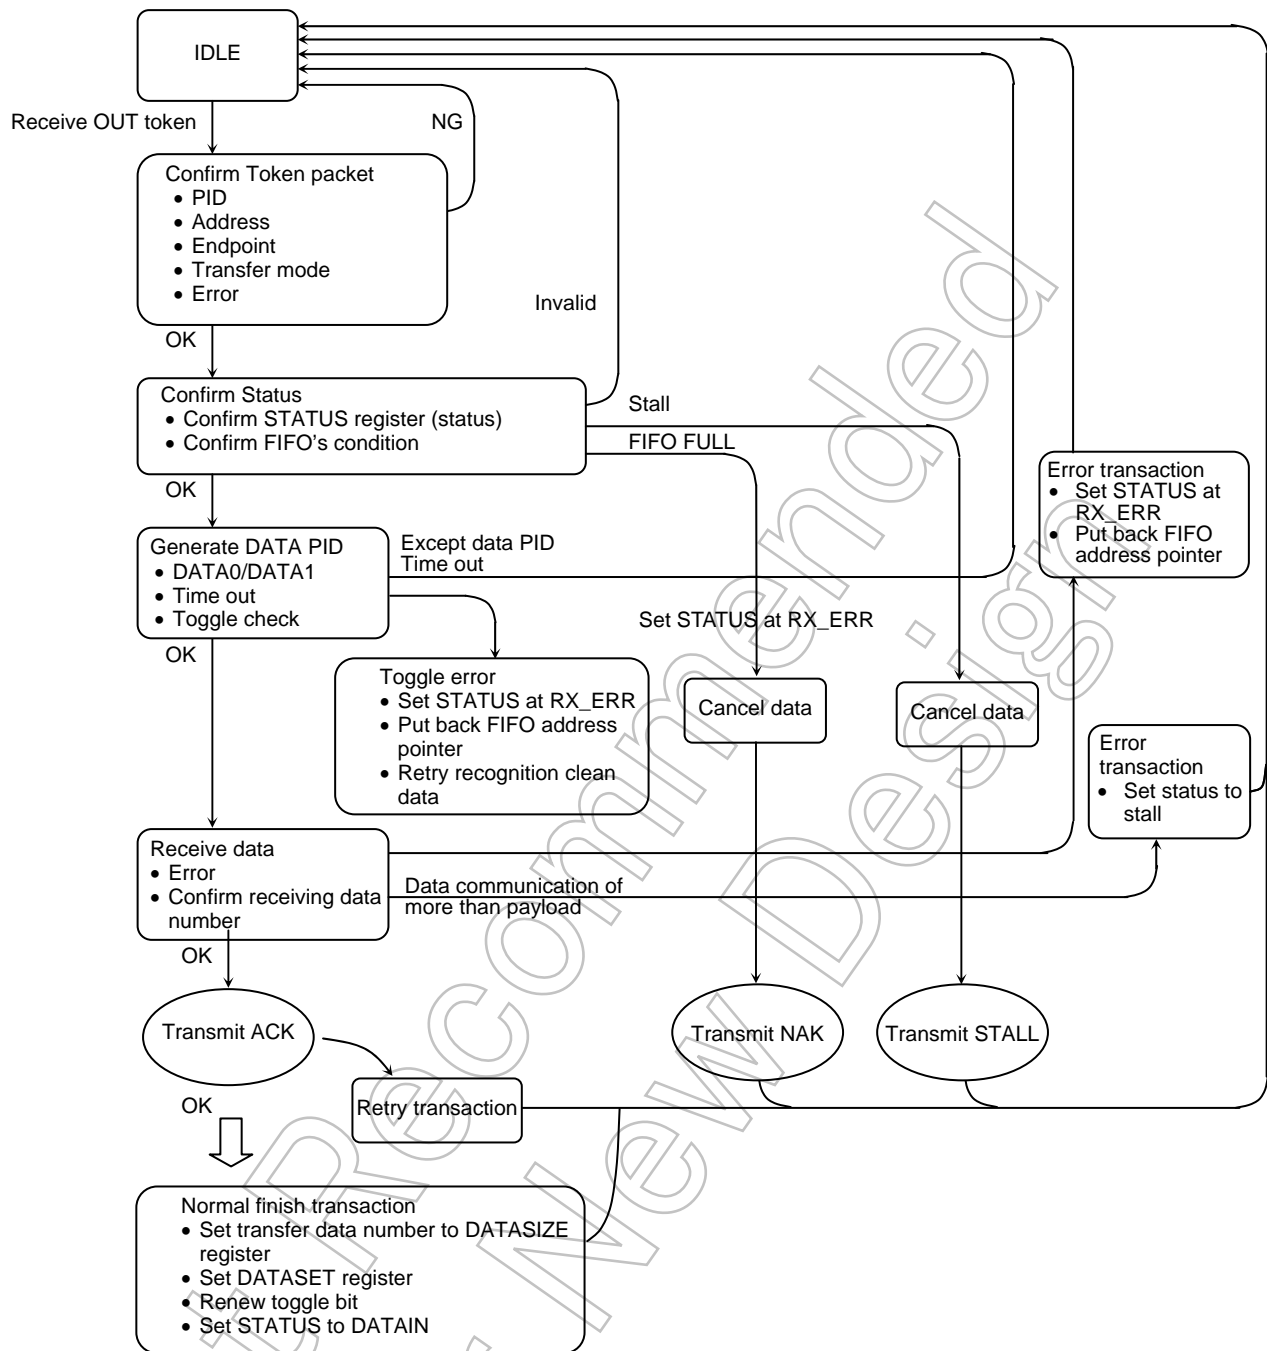 IDLE
Receive OUT token
NG
Confirm Token packet
• PID
• Address
• Endpoint
• Transfer mode
• Error
Invalid
OK
Confirm Status
• Confirm STATUS register (status)
• Confirm FIFO's condition
Stall
FIFO FULL
OK
Error transaction
• Set STATUS at
RX_ERR
• Put back FIFO
address pointer
Generate DATA PID
• DATA0/DATA1
• Time out
• Toggle check
Except data PID
Time out
Set STATUS at RX_ERR
OK
Toggle error
• Set STATUS at RX_ERR
• Put back FIFO address
pointer
• Retry recognition clean
data
Cancel data
Cancel data
Error
transaction
• Set status to
stall
Receive data
• Error
• Confirm receiving data
number
Data communication of
more than payload
OK
Transmit ACK
Transmit NAK
Transmit STALL
OK
Retry transaction
Normal finish transaction
• Set transfer data number to DATASIZE
register
• Set DATASET register
• Renew toggle bit
• Set STATUS to DATAIN
t Recommended
New Design